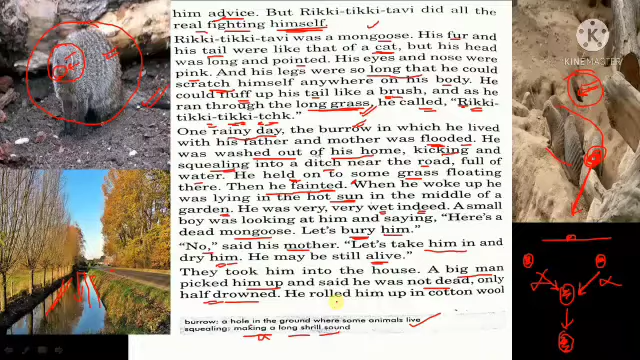 him advice. But Rikki-tikki-tavi did all the
real fighting himself.
Rikki-tikki-tavi was a mongoose. His fur and
his tail were like that of a cat, but his head
was long and pointed. His eyes and nose were
pink. And his legs were so long that he could
scratch himself anywhere on his body. He
could fluff up his tail like a brush, and as he
ran through the long grass, he called, “Rikki-
tikki-tikki-tikki-tchk.”
One rainy day, the burrow in which he lived
with his father and mother was flooded. He
was washed out of his home, kicking and
squealing into a ditch near the road, full of
water. He held on to some grass floating
there. Then he fainted. When he woke up he
was lying in the hot sun in the middle of a
garden. He was very, very wet indeed. A small
boy was looking at him and saying, “Here's a
dead mongoose. Let's bury him.”
“No,” said his mother. “Let's take him in and
dry him. He may be still alive.”
They took him into the house. A big man
picked him up and said he was not dead, only
half drowned. He rolled him up in cotton wool
burrow: a hole in the ground where some animals live
squealing: making a long shrill sound
KINEMASTER